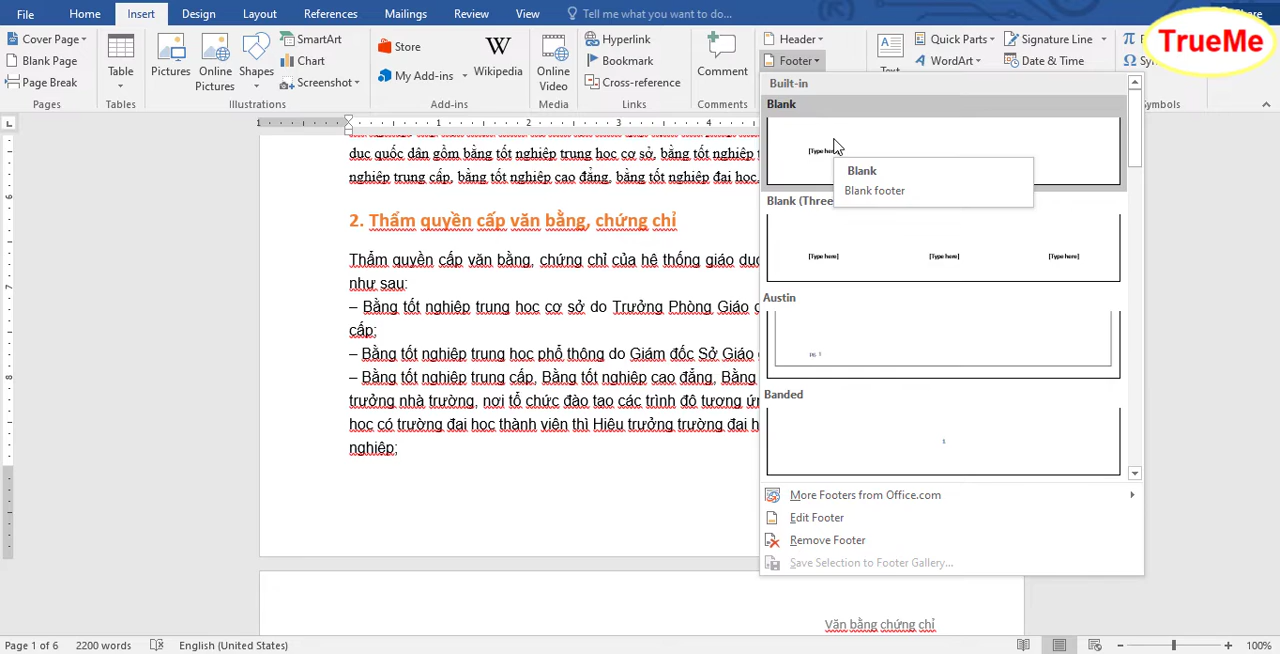 File Home Insert Design Layout References Mailings Review View Tell me what you want to do... Share
TrueMe
Cover Page
Blank Page
Page Break
Pages
Table
Tables
Pictures
Online Pictures
Shapes
SmartArt
Chart
Screenshot
Illustrations
Store
My Add-ins
Wikipedia
Add-ins
Online Video
Media
Hyperlink
Bookmark
Cross-reference
Links
Comment
Comments
Header
Footer
Quick Parts
WordArt
Signature Line
Date & Time
Symbols
1 1 2 3 4
6
7
8
dục quốc dân gồm bằng tốt nghiệp trung học cơ sở, bằng tốt nghiệp
nghiệp trung cấp, bằng tốt nghiệp cao đẳng, bằng tốt nghiệp đại học,
2. Thẩm quyền cấp văn bằng, chứng chỉ
Thẩm quyền cấp văn bằng, chứng chỉ của hệ thống giáo dục
như sau:
– Bằng tốt nghiệp trung học cơ sở do Trưởng Phòng Giáo
cấp;
– Bằng tốt nghiệp trung học phổ thông do Giám đốc Sở Giáo
– Bằng tốt nghiệp trung cấp, Bằng tốt nghiệp cao đẳng, Bằng
trưởng nhà trường, nơi tổ chức đào tạo các trình độ tương
học có trường đại học thành viên thì Hiệu trưởng trường đại
nghiệp;
Văn bằng chứng chỉ
Built-in
Blank
[Type here]
Blank
Blank footer
Blank (Three
[Type here] [Type here] [Type here]
Austin
Banded
More Footers from Office.com
Edit Footer
Remove Footer
Save Selection to Footer Gallery...
Page 1 of 6 2200 words English (United States) 100%